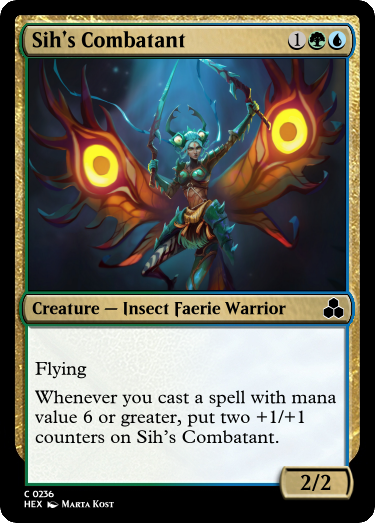 Sih's Combatant 1
Creature — Insect Faerie Warrior
Flying
Whenever you cast a spell with mana
value 6 or greater, put two +1/+1
counters on Sih's Combatant.
2/2
C 0236
HEX Marta Kost